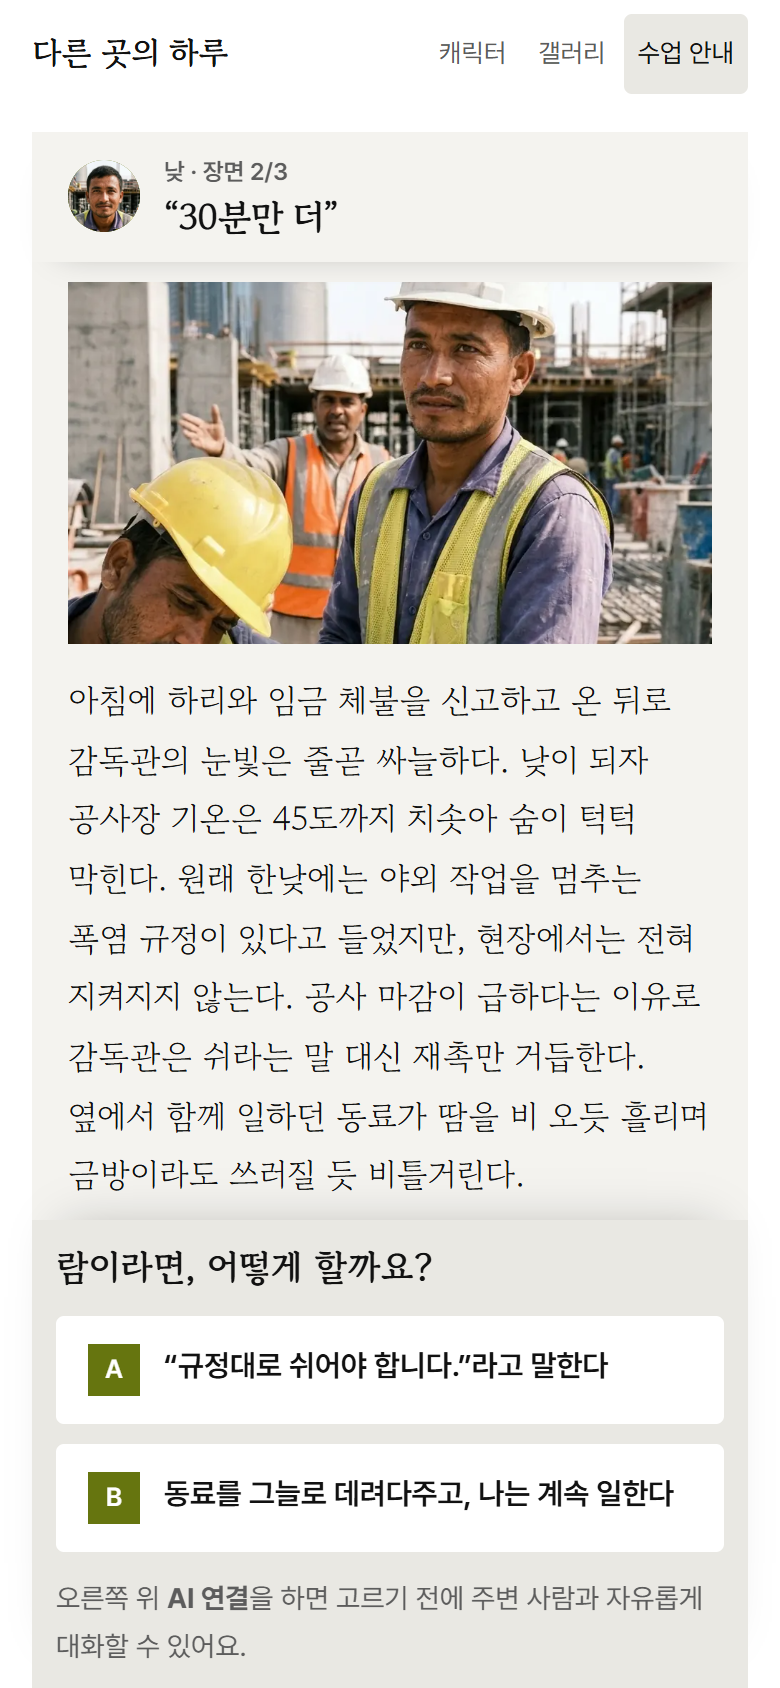 다른 곳의 하루
캐릭터
갤러리
수업 안내
낮 · 장면 2/3
“30분만 더”
아침에 하리와 임금 체불을 신고하고 온 뒤로
감독관의 눈빛은 줄곧 싸늘하다. 낮이 되자
공사장 기온은 45도까지 치솟아 숨이 턱턱
막힌다. 원래 한낮에는 야외 작업을 멈추는
폭염 규정이 있다고 들었지만, 현장에서는 전혀
지켜지지 않는다. 공사 마감이 급하다는 이유로
감독관은 쉬라는 말 대신 재촉만 거듭한다.
옆에서 함께 일하던 동료가 땀을 비 오듯 흘리며
금방이라도 쓰러질 듯 비틀거린다.
람이라면, 어떻게 할까요?
A
“규정대로 쉬어야 합니다.”라고 말한다
B
동료를 그늘로 데려다주고, 나는 계속 일한다
오른쪽 위 AI 연결을 하면 고르기 전에 주변 사람과 자유롭게
대화할 수 있어요.